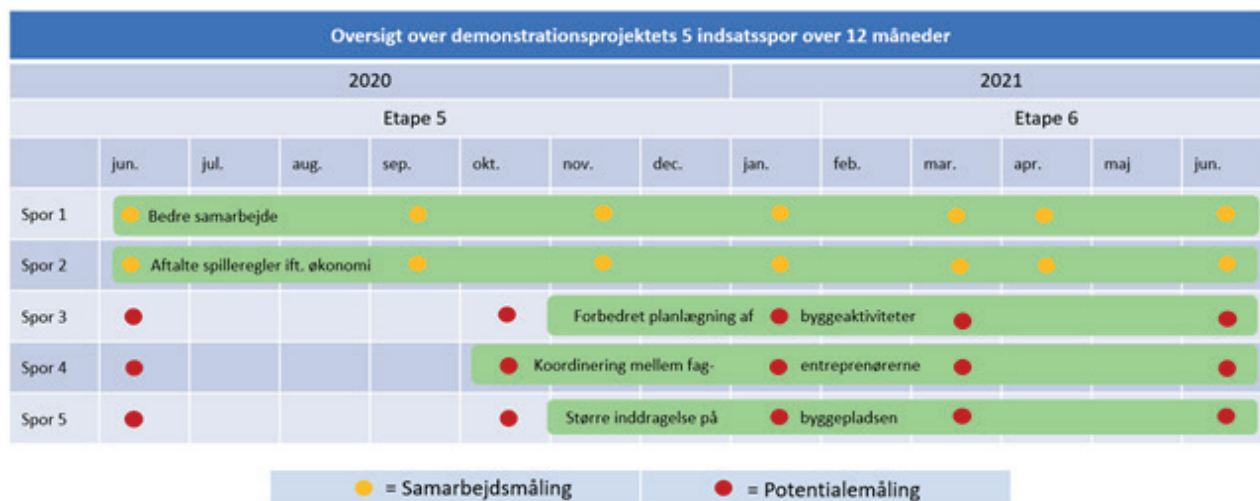 Oversigt over demonstrationsprojektets 5 indsatsspor over 12 måneder
2020 2021
Etape 5 Etape 6
jun. jul. aug. sep. okt. nov. dec. jan. feb. mar. apr. maj jun.
Spor 1 Bedre samarbejde
Spor 2 Aftalte spilleregler ift. økonomi
Spor 3 Forbedret planlægning af byggeaktiviteter
Spor 4 Koordinering mellem fag- entreprenørerne
Spor 5 Større inddragelse på byggepladsen
= Samarbejdsmåling = Potentialemåling